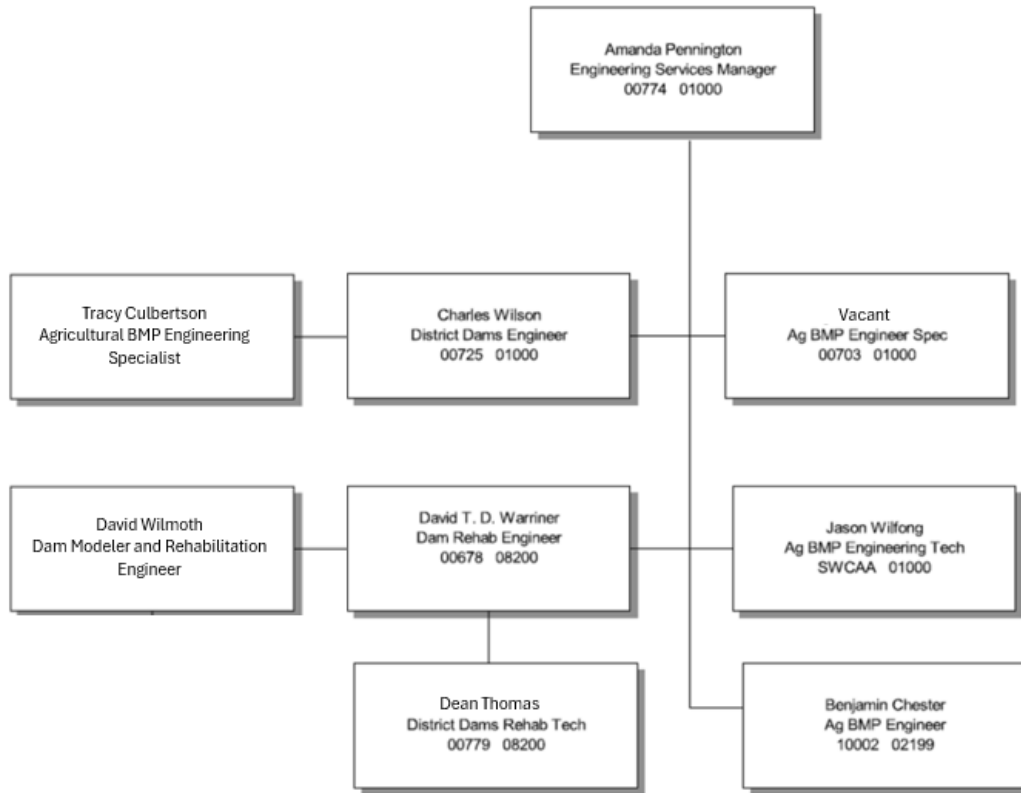 Amanda Pennington
Engineering Services Manager
00774 01000
Tracy Culbertson
Agricultural BMP Engineering
Specialist
Charles Wilson
District Dams Engineer
00725 01000
Vacant
Ag BMP Engineer Spec
00703 01000
David Wilmoth
Dam Modeler and Rehabilitation
Engineer
David T. D. Warriner
Dam Rehab Engineer
00678 08200
Jason Wilfong
Ag BMP Engineering Tech
SWCAA 01000
Dean Thomas
District Dams Rehab Tech
00779 08200
Benjamin Chester
Ag BMP Engineer
10002 02199